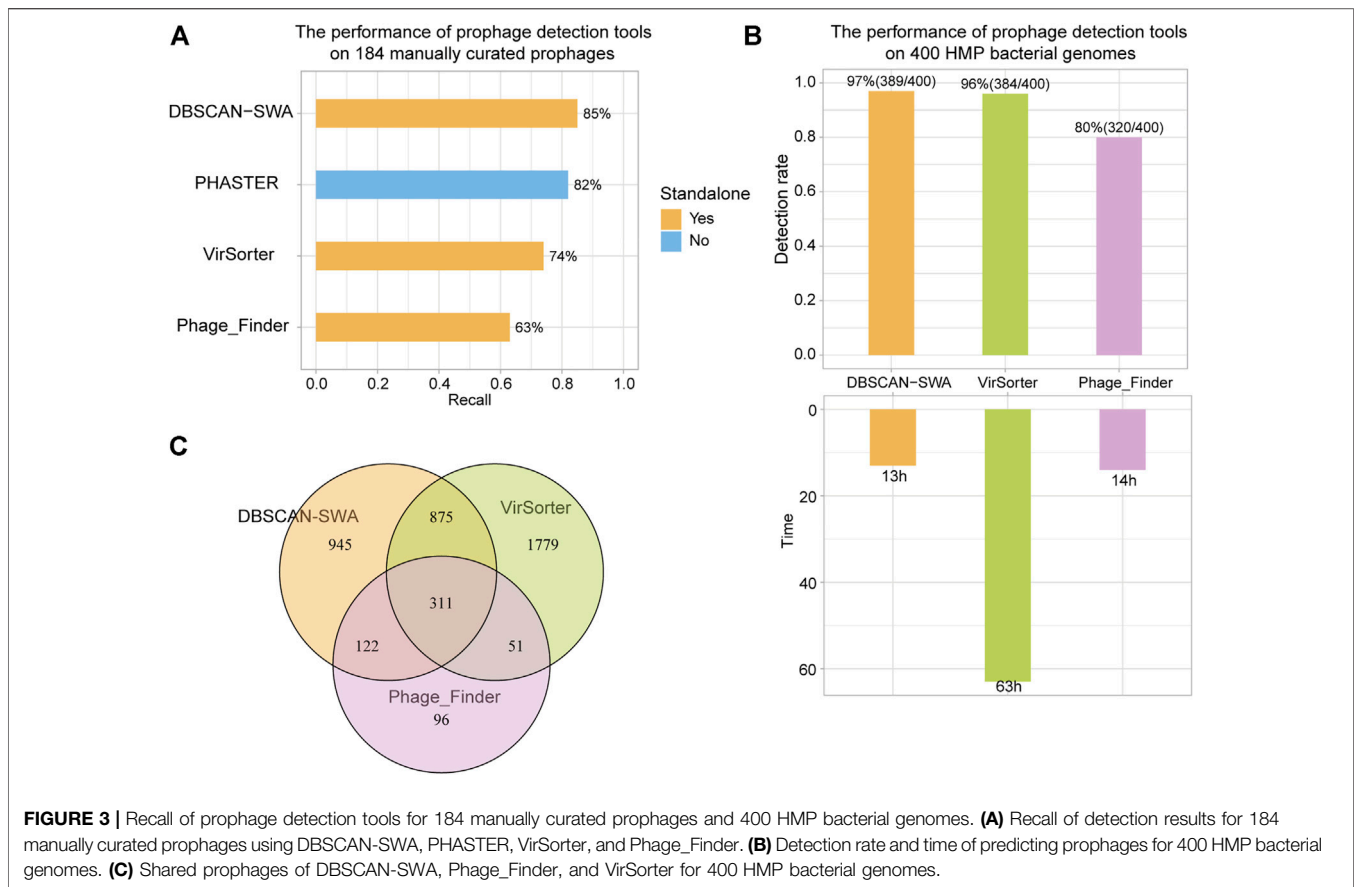 A
The performance of prophage detection tools
on 184 manually curated prophages
DBSCAN−SWA
85%
PHASTER
82%
VirSorter
74%
Phage_Finder
63%
0.0 0.2 0.4 0.6 0.8 1.0
Recall
Standalone
Yes
No
B
The performance of prophage detection tools
on 400 HMP bacterial genomes
97%(389/400) 96%(384/400)
80%(320/400)
1.0
0.8
0.6
0.4
0.2
0.0
Detection rate
DBSCAN−SWA VirSorter Phage_Finder
0
20
40
60
Time
13h
63h
14h
C
DBSCAN-SWA
945
875
VirSorter
1779
311
122
51
Phage_Finder
96
FIGURE 3 | Recall of prophage detection tools for 184 manually curated prophages and 400 HMP bacterial genomes. (A) Recall of detection results for 184
manually curated prophages using DBSCAN-SWA, PHASTER, VirSorter, and Phage_Finder. (B) Detection rate and time of predicting prophages for 400 HMP bacterial
genomes. (C) Shared prophages of DBSCAN-SWA, Phage_Finder, and VirSorter for 400 HMP bacterial genomes.